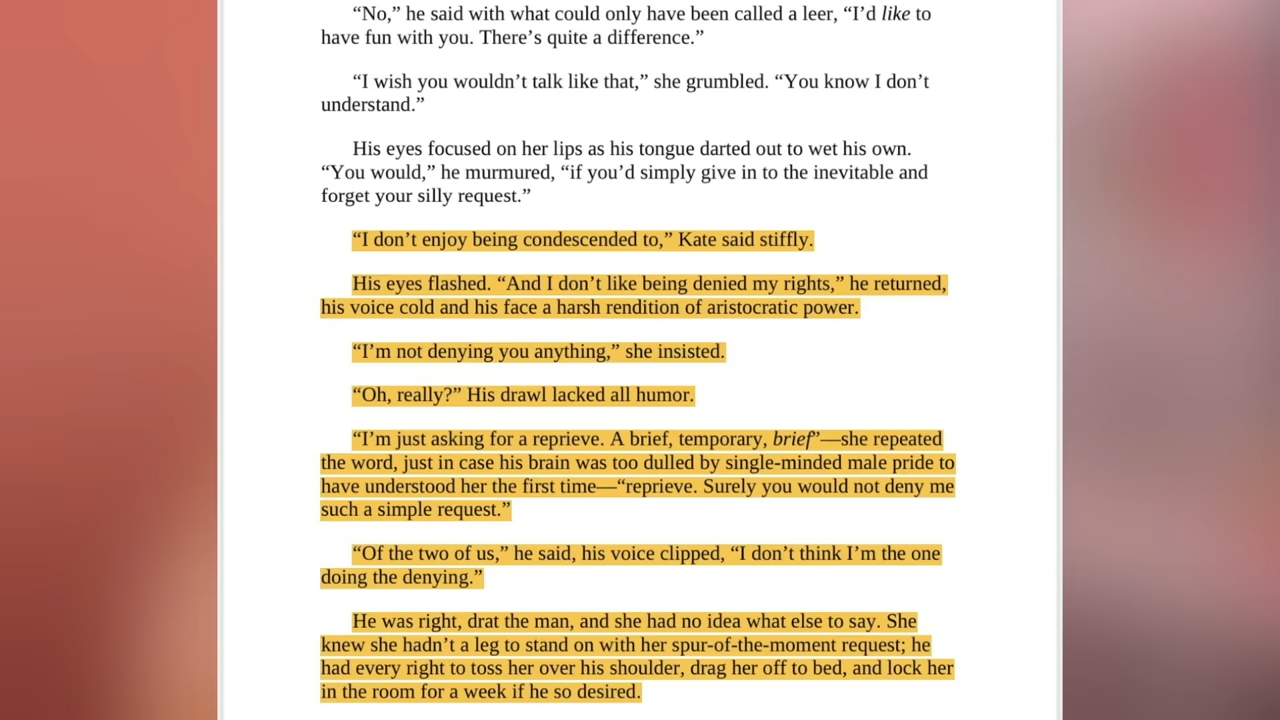 “No,” he said with what could only have been called a leer, “I’d like to
have fun with you. There’s quite a difference.”
“I wish you wouldn’t talk like that,” she grumbled. “You know I don’t
understand.”
His eyes focused on her lips as his tongue darted out to wet his own.
“You would,” he murmured, “if you’d simply give in to the inevitable and
forget your silly request.”
“I don’t enjoy being condescended to,” Kate said stiffly.
His eyes flashed. “And I don’t like being denied my rights,” he returned,
his voice cold and his face a harsh rendition of aristocratic power.
“I’m not denying you anything,” she insisted.
“Oh, really?” His drawl lacked all humor.
“I’m just asking for a reprieve. A brief, temporary, brief”—she repeated
the word, just in case his brain was too dulled by single-minded male pride to
have understood her the first time—“reprieve. Surely you would not deny me
such a simple request.”
“Of the two of us,” he said, his voice clipped, “I don’t think I’m the one
doing the denying.”
He was right, drat the man, and she had no idea what else to say. She
knew she hadn’t a leg to stand on with her spur-of-the-moment request; he
had every right to toss her over his shoulder, drag her off to bed, and lock her
in the room for a week if he so desired.